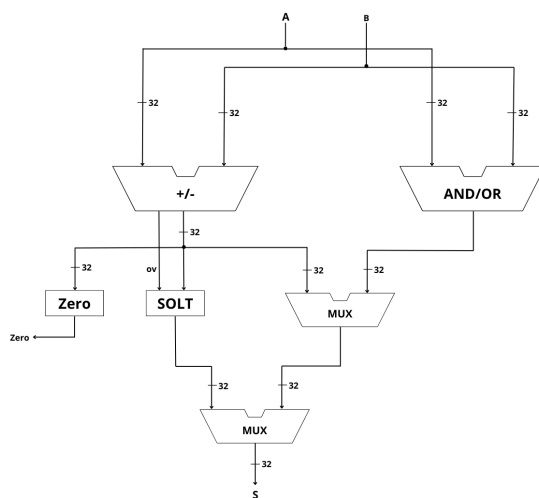 A B
32 32 32 32
+/- AND/OR
32
32 ov 32 32
Zero SOLT MUX
Zero
32 32
MUX
32
S